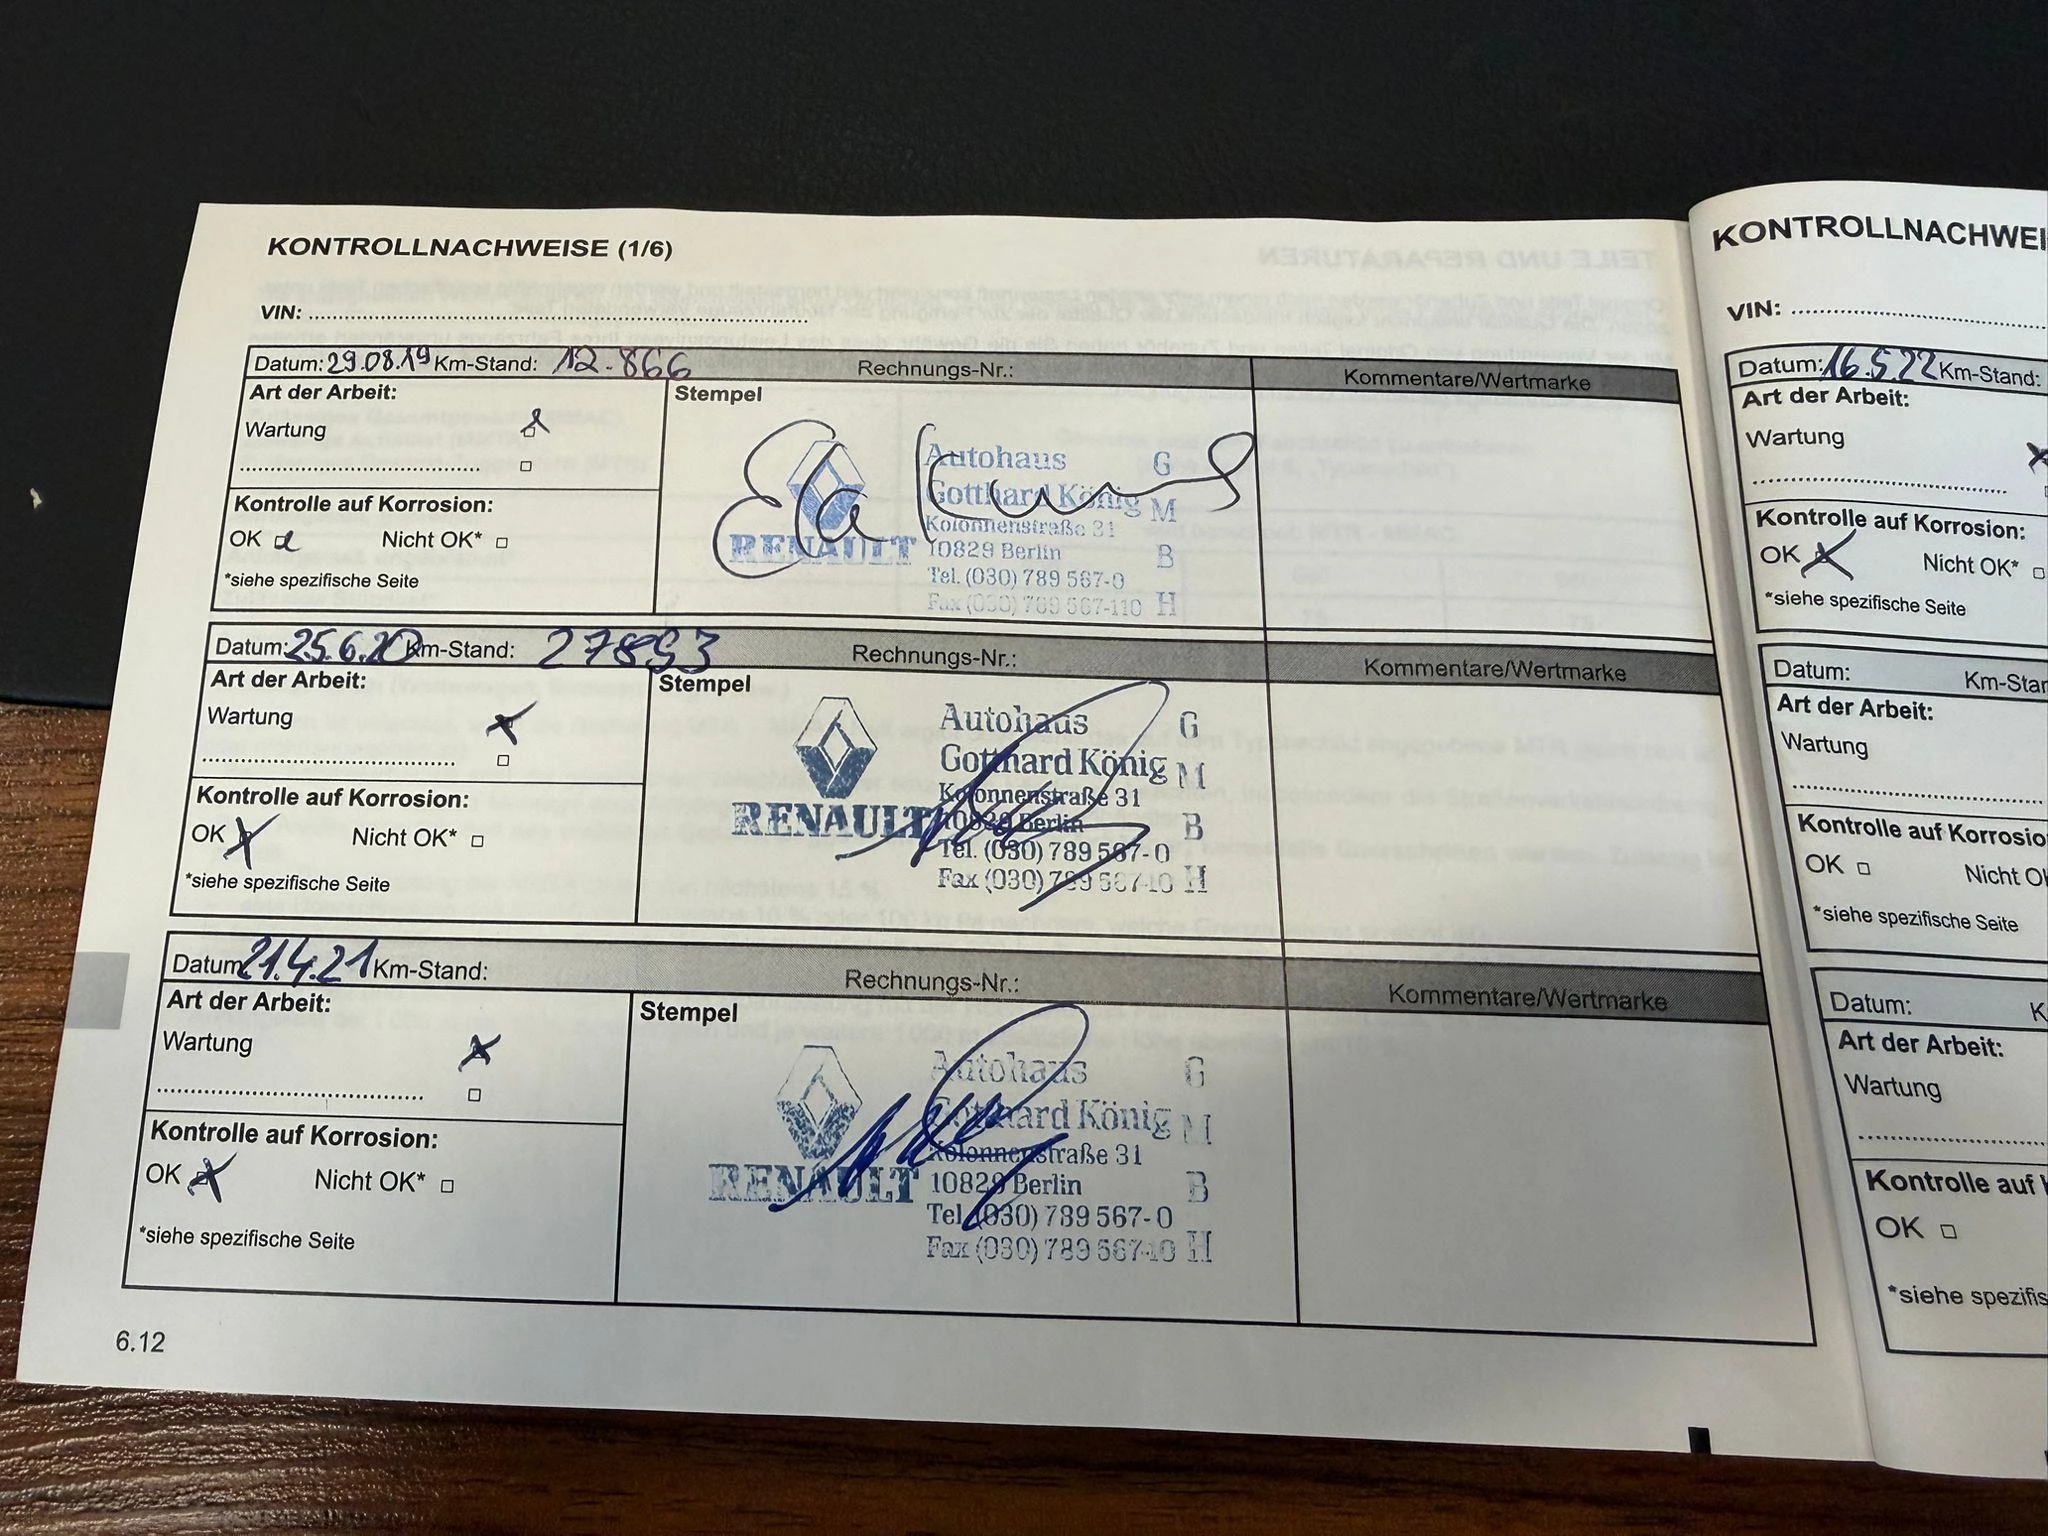 KONTROLLNACHWEISE (1/6)
VIN:
Datum: 29.08.19 Km-Stand: 12.866 Rechnungs-Nr.: Kommentare/Wertmarke
Art der Arbeit:
Wartung
Kontrolle auf Korrosion:
OK Nicht OK*
*siehe spezifische Seite
Stempel
RENAULT
Autohaus G
Gotthard König M
Kolonnenstraße 31
10829 Berlin B
Tel. (030) 789 567-0
Fax (030) 789 567-110 H
Datum: 25.6.20 Km-Stand: 27893 Rechnungs-Nr.: Kommentare/Wertmarke
Art der Arbeit:
Wartung
Kontrolle auf Korrosion:
OK Nicht OK*
*siehe spezifische Seite
Stempel
RENAULT
Autohaus G
Gotthard König M
Kolonnenstraße 31
10829 Berlin B
Tel. (030) 789 567-0
Fax (030) 789 567-10 H
Datum 21.4.21 Km-Stand: Rechnungs-Nr.: Kommentare/Wertmarke
Art der Arbeit:
Wartung
Kontrolle auf Korrosion:
OK Nicht OK*
*siehe spezifische Seite
Stempel
RENAULT
Autohaus G
Gotthard König M
Kolonnenstraße 31
10829 Berlin B
Tel. (030) 789 567-0
Fax (030) 789 567-10 H
6.12
KONTROLLNACHWEI
VIN:
Datum: 16.5.22 Km-Stand:
Art der Arbeit:
Wartung
Kontrolle auf Korrosion:
OK Nicht OK*
*siehe spezifische Seite
Datum: Km-Star
Art der Arbeit:
Wartung
Kontrolle auf Korrosio
OK Nicht O
*siehe spezifische Seite
Datum: K
Art der Arbeit:
Wartung
Kontrolle auf
OK
*siehe spezifis